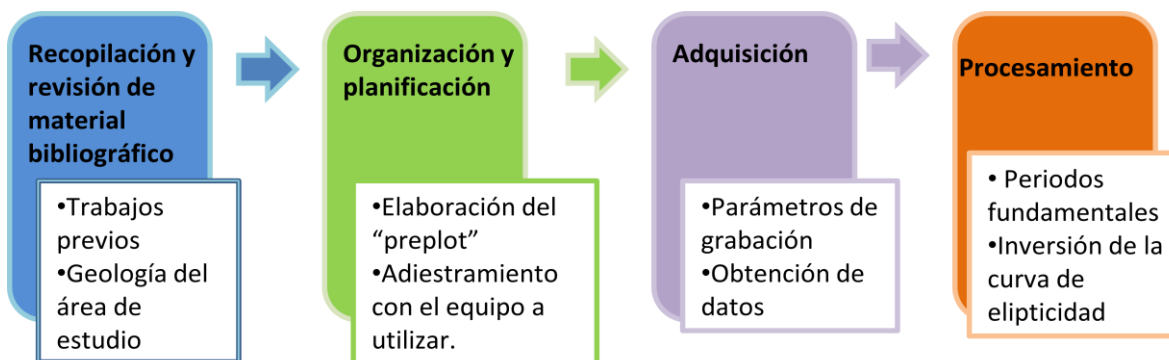 Recopilación y
revisión de
material
bibliográfico
•Trabajos
previos
•Geología del
área de
estudio
Organización y
planificación
•Elaboración del
“preplot”
•Adiestramiento
con el equipo a
utilizar.
Adquisición
•Parámetros de
grabación
•Obtención de
datos
Procesamiento
• Periodos
fundamentales
•Inversión de la
curva de
elipticidad